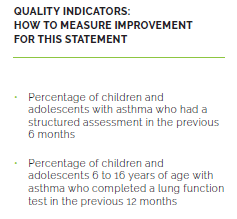 QUALITY INDICATORS:
HOW TO MEASURE IMPROVEMENT
FOR THIS STATEMENT
• Percentage of children and
adolescents with asthma who had a
structured assessment in the previous
6 months
• Percentage of children and
adolescents 6 to 16 years of age with
asthma who completed a lung function
test in the previous 12 months